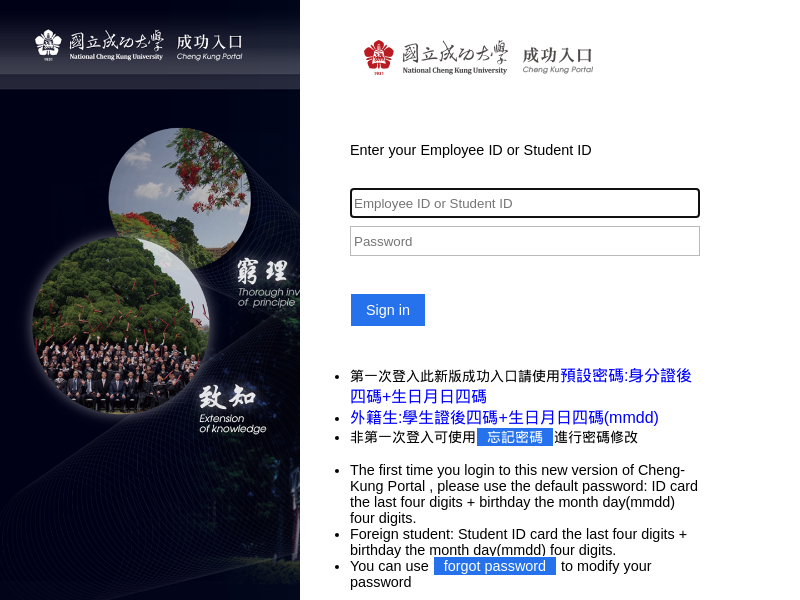 國立成功大學 成功入口
National Cheng Kung University Cheng Kung Portal
1931
窮理
Thorough inv
of principle
致知
Extension
of knowledge
國立成功大學 成功入口
National Cheng Kung University Cheng Kung Portal
1931
Enter your Employee ID or Student ID
Employee ID or Student ID
Password
Sign in
第一次登入此新版成功入口請使用預設密碼:身分證後
四碼+生日月日四碼
外籍生:學生證後四碼+生日月日四碼(mmdd)
非第一次登入可使用 忘記密碼 進行密碼修改
The first time you login to this new version of Cheng-
Kung Portal , please use the default password: ID card
the last four digits + birthday the month day(mmdd)
four digits.
Foreign student: Student ID card the last four digits +
birthday the month day(mmdd) four digits.
You can use forgot password to modify your
password